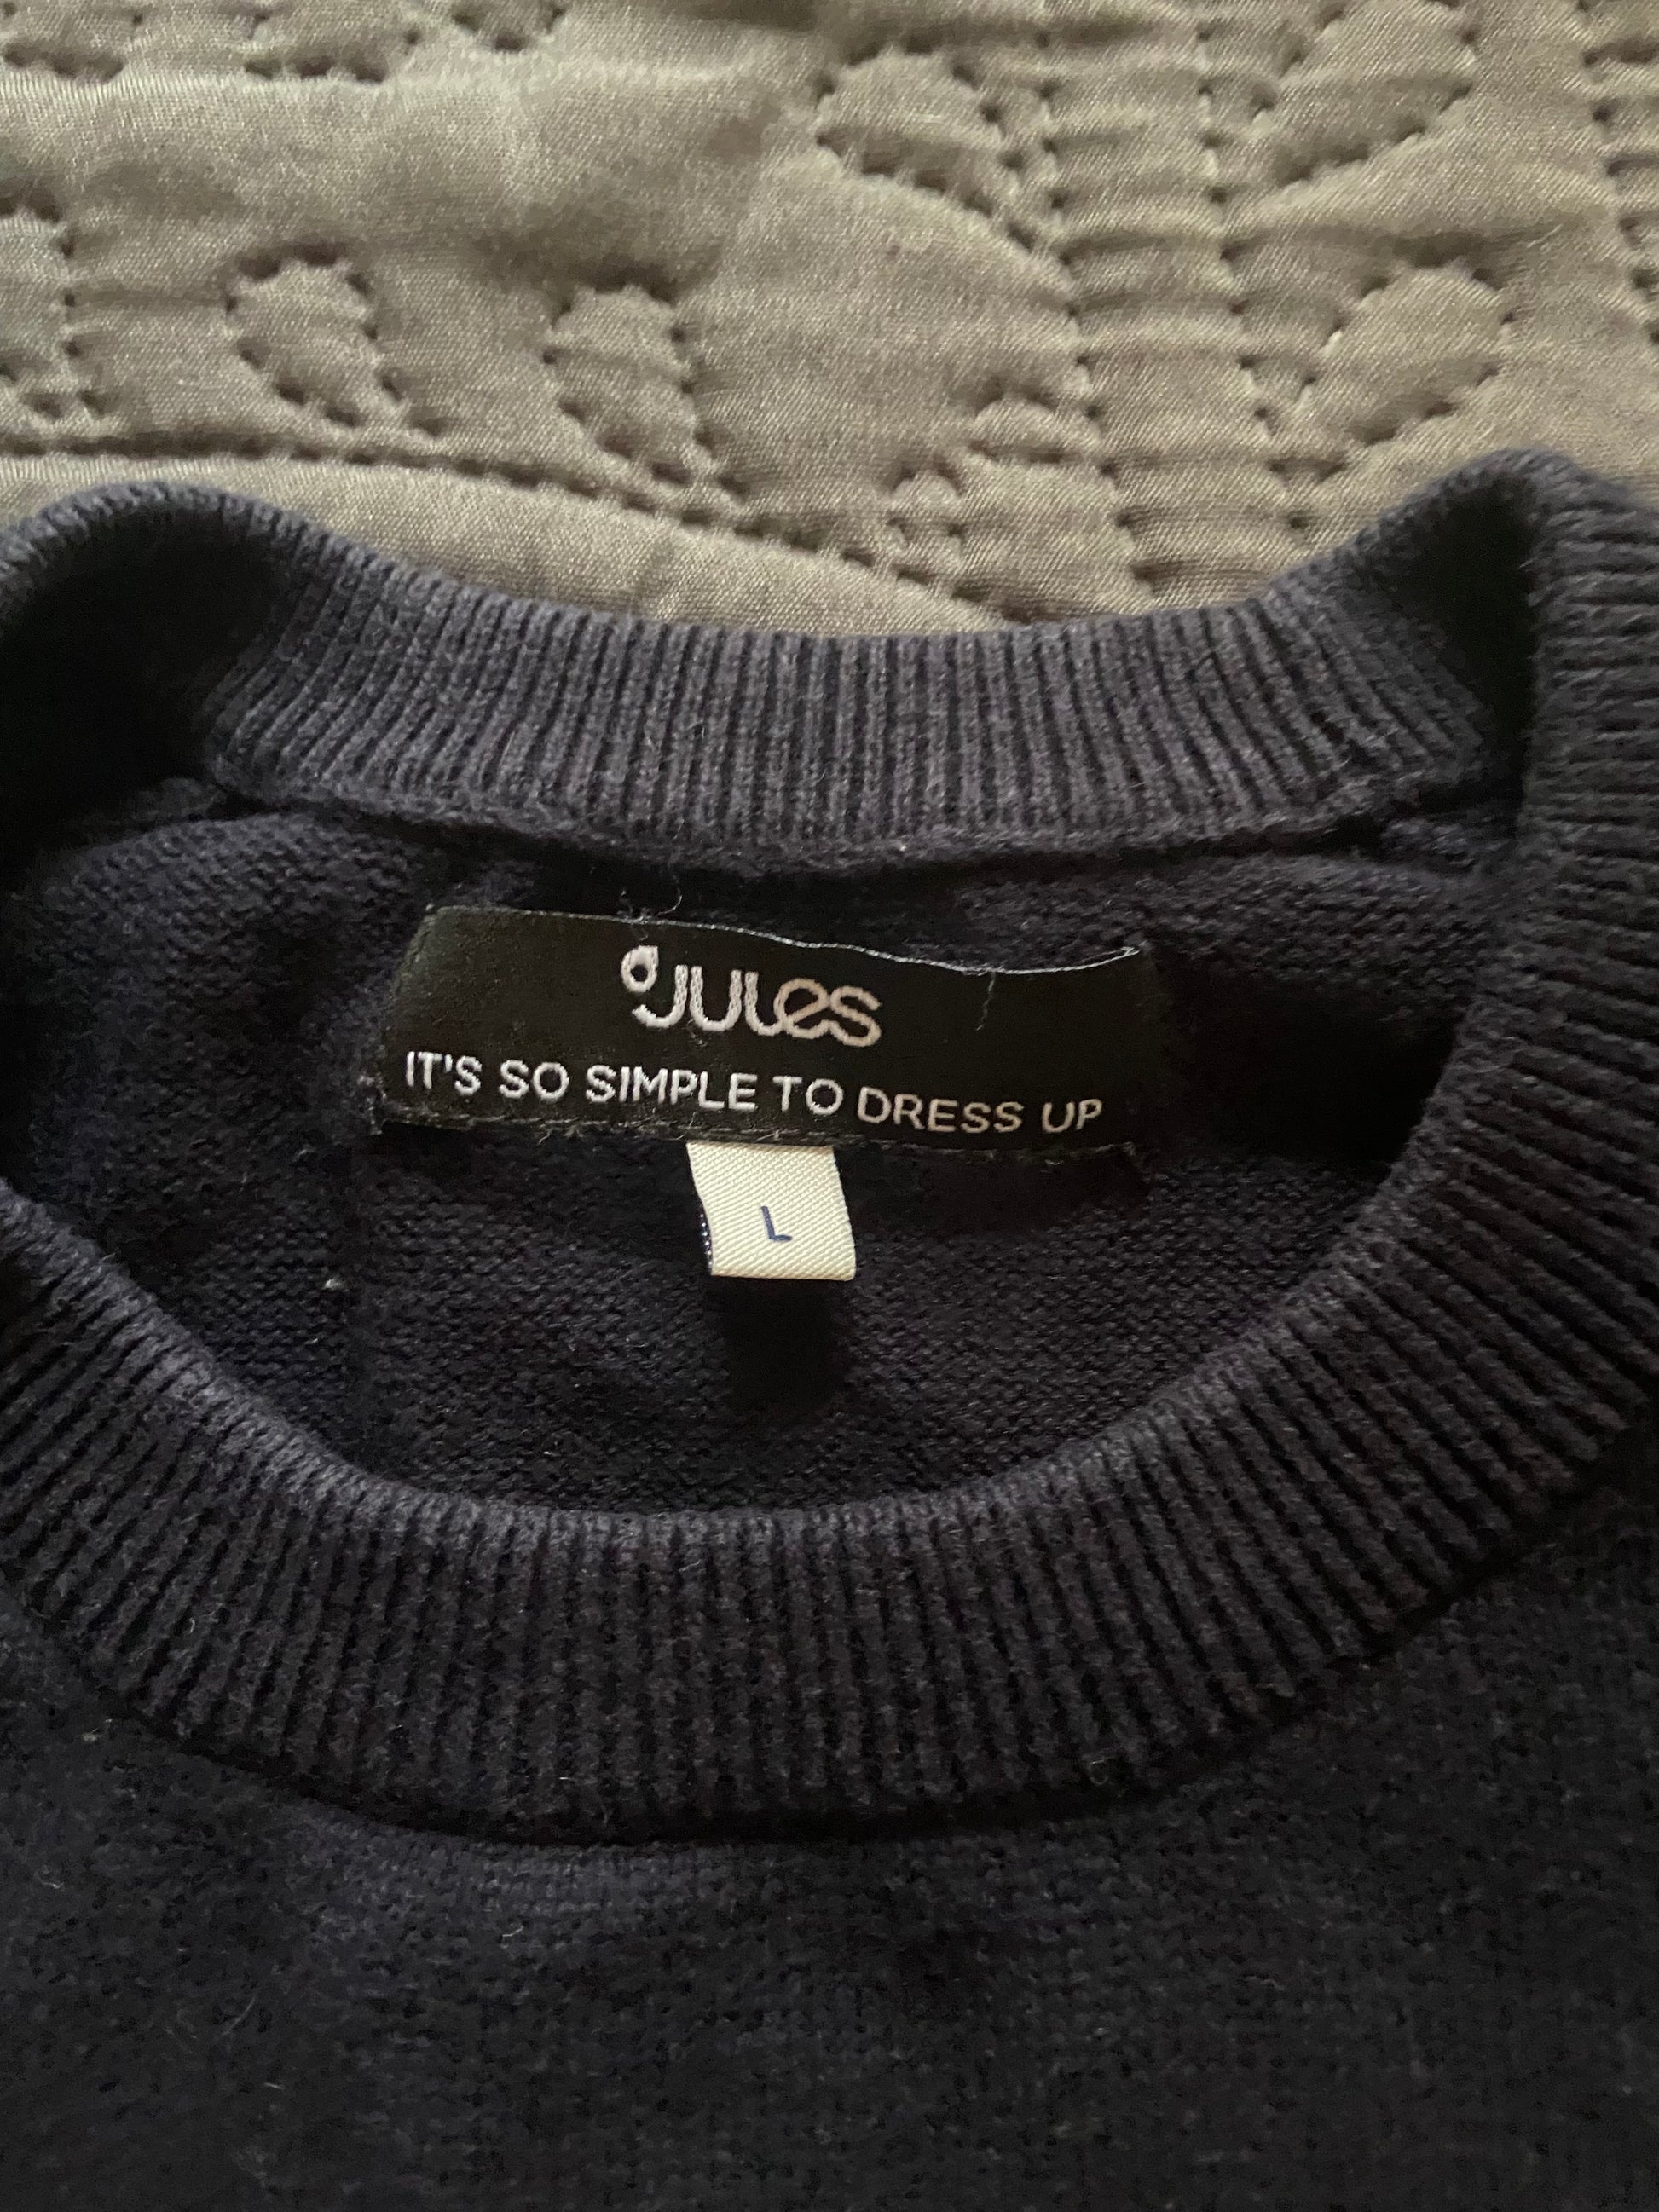 JULES
IT'S SO SIMPLE TO DRESS UP
L